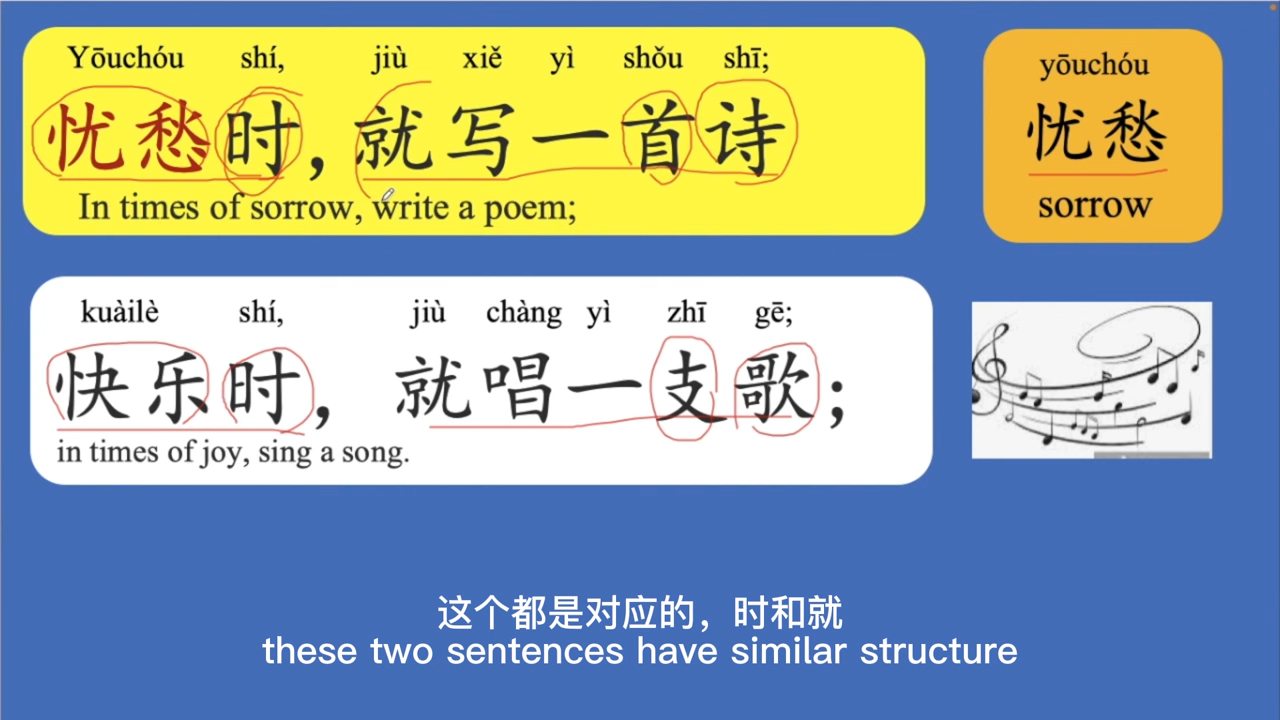 Yōuchóu shí, jiù xiě yì shǒu shī;
忧愁时，就写一首诗
In times of sorrow, write a poem;
yōuchóu
忧愁
sorrow
kuàilè shí, jiù chàng yì zhī gē;
快乐时，就唱一支歌；
in times of joy, sing a song.
这个都是对应的，时和就
these two sentences have similar structure